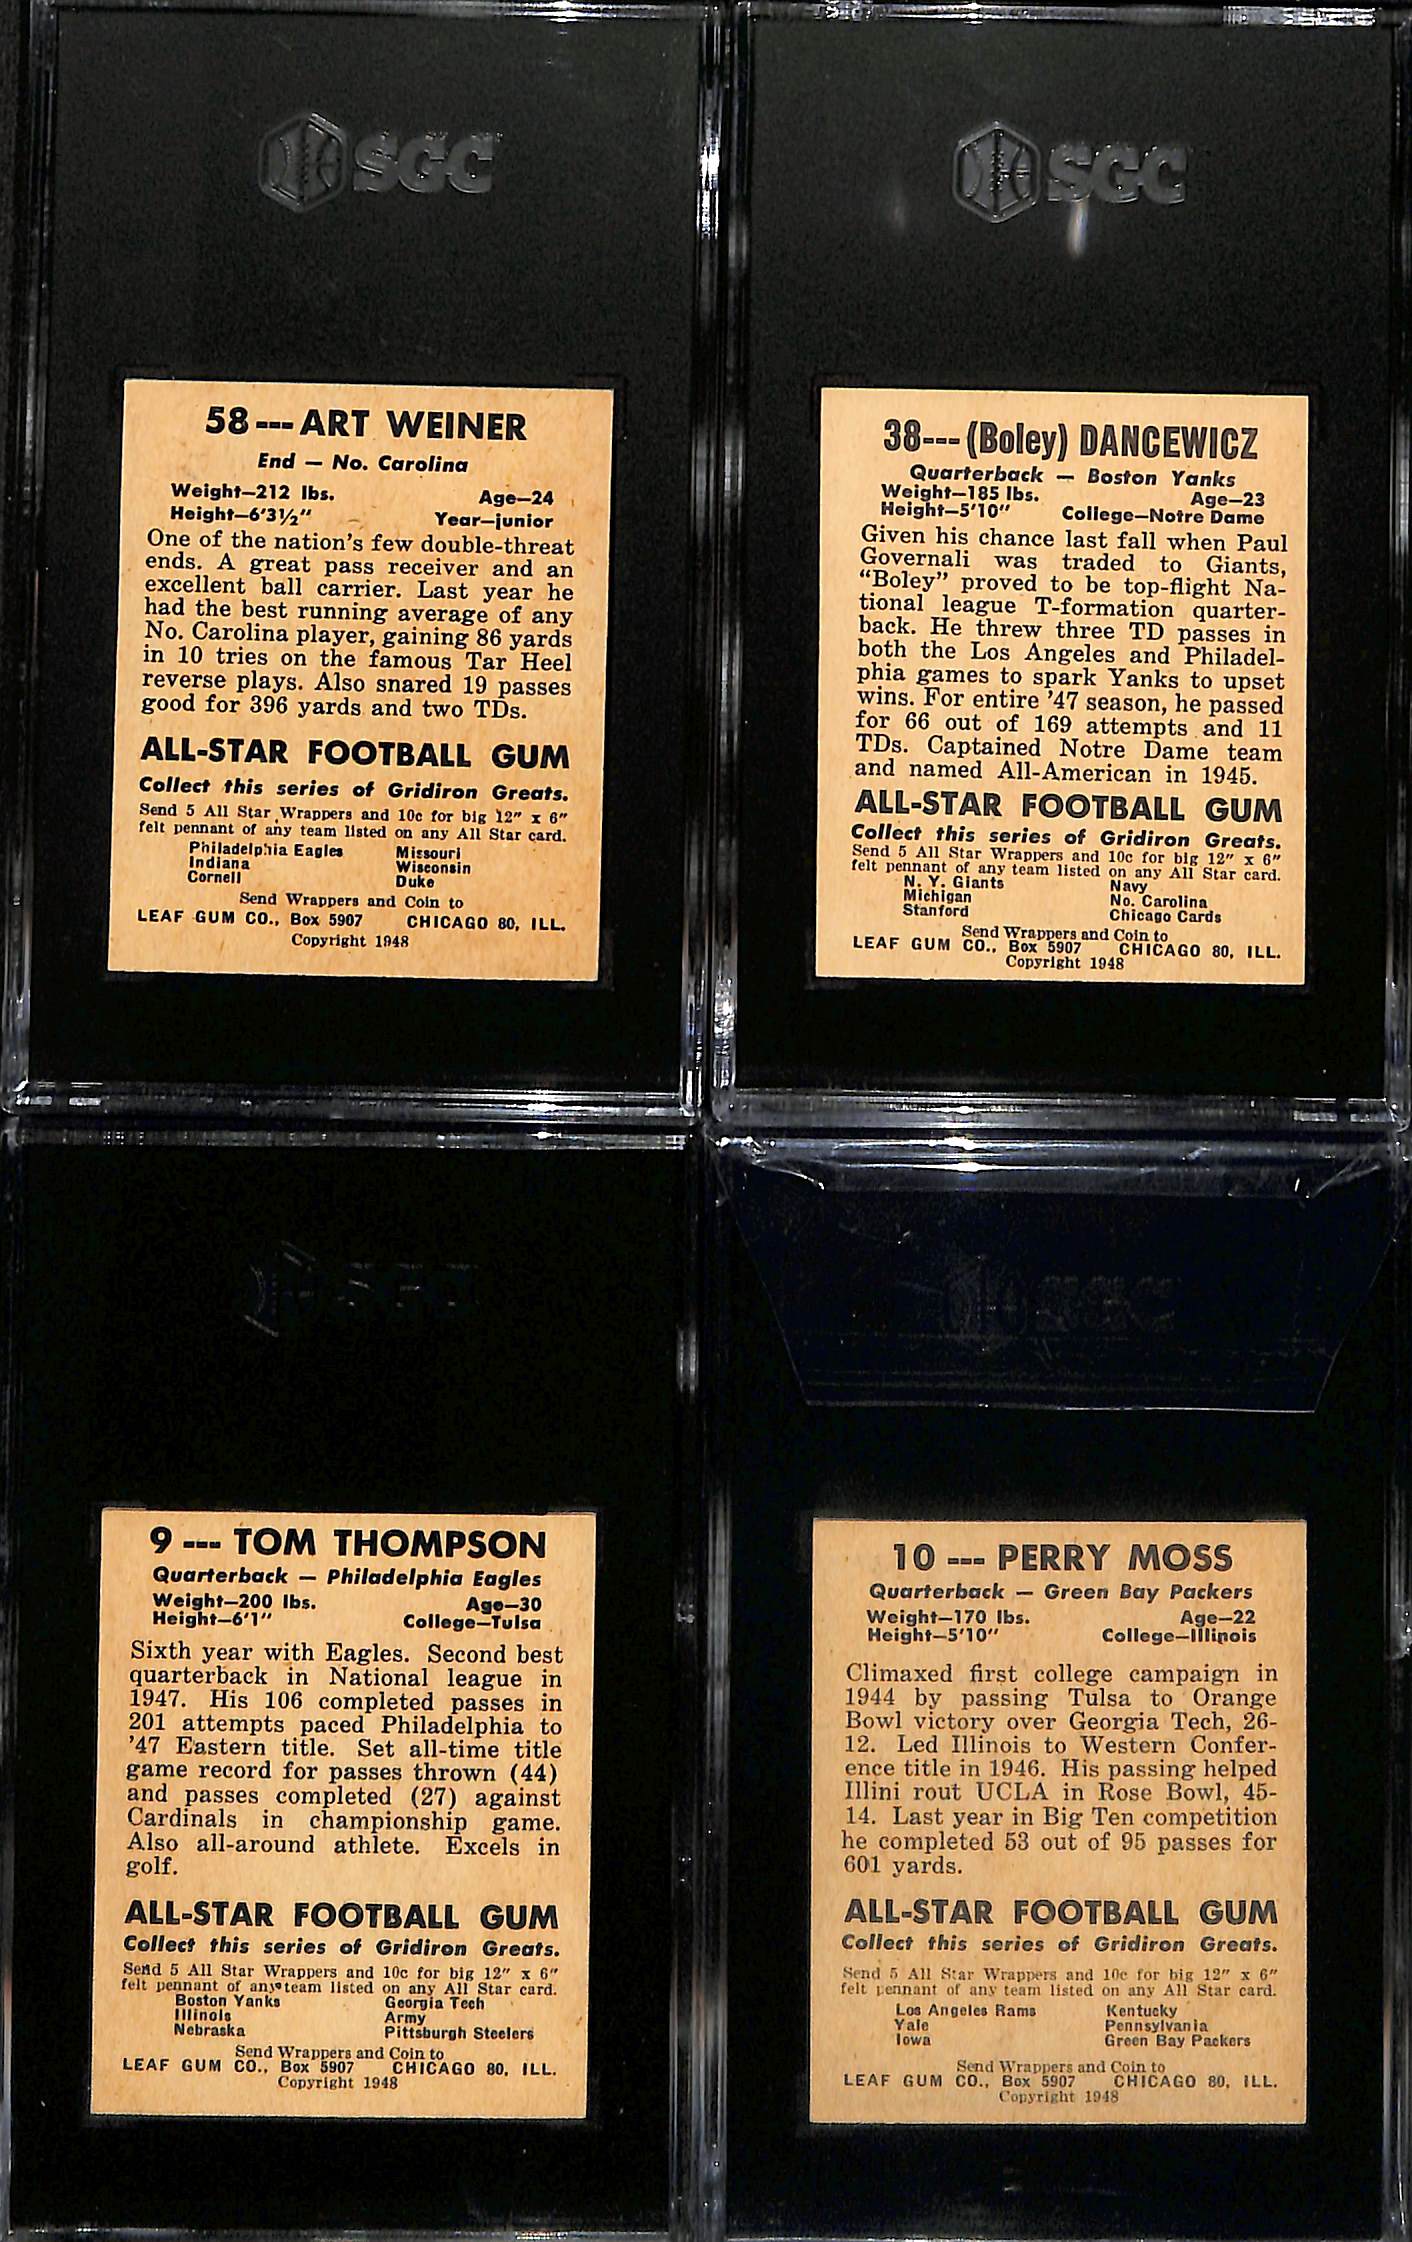 SGC
58---ART WEINER
End — No. Carolina
Weight—212 lbs. Age—24
Height—6'3½" Year—junior
One of the nation's few double-threat
ends. A great pass receiver and an
excellent ball carrier. Last year he
had the best running average of any
No. Carolina player, gaining 86 yards
in 10 tries on the famous Tar Heel
reverse plays. Also snared 19 passes
good for 396 yards and two TDs.
ALL-STAR FOOTBALL GUM
Collect this series of Gridiron Greats.
Send 5 All Star Wrappers and 10c for big 12" x 6"
felt pennant of any team listed on any All Star card.
Philadelphia Eagles Missouri
Indiana Wisconsin
Cornell Duke
Send Wrappers and Coin to
LEAF GUM CO., Box 5907 CHICAGO 80, ILL.
Copyright 1948
SGC
38---(Boley) DANCEWICZ
Quarterback — Boston Yanks
Weight—185 lbs. Age—23
Height—5'10" College—Notre Dame
Given his chance last fall when Paul
Governali was traded to Giants,
"Boley" proved to be top-flight Na-
tional league T-formation quarter-
back. He threw three TD passes in
both the Los Angeles and Philadel-
phia games to spark Yanks to upset
wins. For entire '47 season, he passed
for 66 out of 169 attempts and 11
TDs. Captained Notre Dame team
and named All-American in 1945.
ALL-STAR FOOTBALL GUM
Collect this series of Gridiron Greats.
Send 5 All Star Wrappers and 10c for big 12" x 6"
felt pennant of any team listed on any All Star card.
N. Y. Giants Navy
Michigan No. Carolina
Stanford Chicago Cards
Send Wrappers and Coin to
LEAF GUM CO., Box 5907 CHICAGO 80, ILL.
Copyright 1948
SGC
9 --- TOM THOMPSON
Quarterback — Philadelphia Eagles
Weight—200 lbs. Age—30
Height—6'1" College—Tulsa
Sixth year with Eagles. Second best
quarterback in National league in
1947. His 106 completed passes in
201 attempts paced Philadelphia to
'47 Eastern title. Set all-time title
game record for passes thrown (44)
and passes completed (27) against
Cardinals in championship game.
Also all-around athlete. Excels in
golf.
ALL-STAR FOOTBALL GUM
Collect this series of Gridiron Greats.
Send 5 All Star Wrappers and 10c for big 12" x 6"
felt pennant of any team listed on any All Star card.
Boston Yanks Georgia Tech
Illinois Army
Nebraska Pittsburgh Steelers
Send Wrappers and Coin to
LEAF GUM CO., Box 5907 CHICAGO 80, ILL.
Copyright 1948
SGC
10 --- PERRY MOSS
Quarterback — Green Bay Packers
Weight—170 lbs. Age—22
Height—5'10" College—Illinois
Climaxed first college campaign in
1944 by passing Tulsa to Orange
Bowl victory over Georgia Tech, 26-
12. Led Illinois to Western Confer-
ence title in 1946. His passing helped
Illini rout UCLA in Rose Bowl, 45-
14. Last year in Big Ten competition
he completed 53 out of 95 passes for
601 yards.
ALL-STAR FOOTBALL GUM
Collect this series of Gridiron Greats.
Send 5 All Star Wrappers and 10c for big 12" x 6"
felt pennant of any team listed on any All Star card.
Los Angeles Rams Kentucky
Yale Pennsylvania
Iowa Green Bay Packers
Send Wrappers and Coin to
LEAF GUM CO., Box 5907 CHICAGO 80, ILL.
Copyright 1948